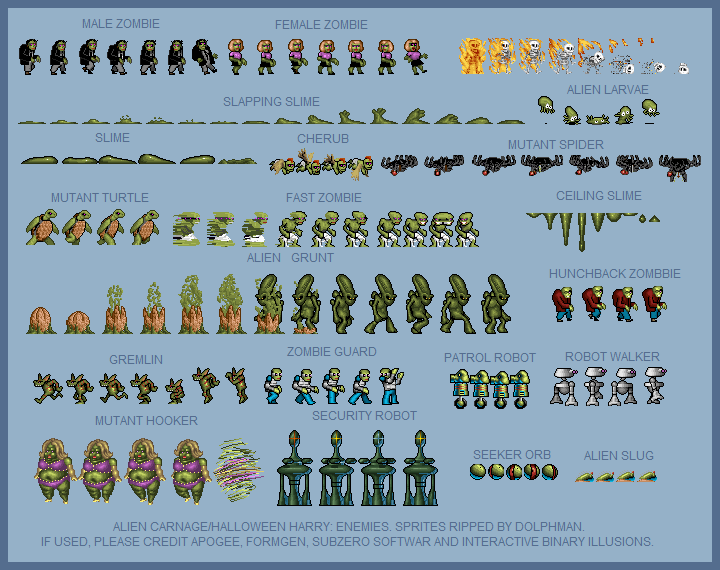 MALE ZOMBIE
FEMALE ZOMBIE
ALIEN LARVAE
SLAPPING SLIME
SLIME
CHERUB
MUTANT SPIDER
MUTANT TURTLE
FAST ZOMBIE
CEILING SLIME
ALIEN GRUNT
HUNCHBACK ZOMBBIE
GREMLIN
ZOMBIE GUARD
PATROL ROBOT
ROBOT WALKER
MUTANT HOOKER
SECURITY ROBOT
SEEKER ORB
ALIEN SLUG
ALIEN CARNAGE/HALLOWEEN HARRY: ENEMIES. SPRITES RIPPED BY DOLPHMAN.
IF USED, PLEASE CREDIT APOGEE, FORMGEN, SUBZERO SOFTWAR AND INTERACTIVE BINARY ILLUSIONS.